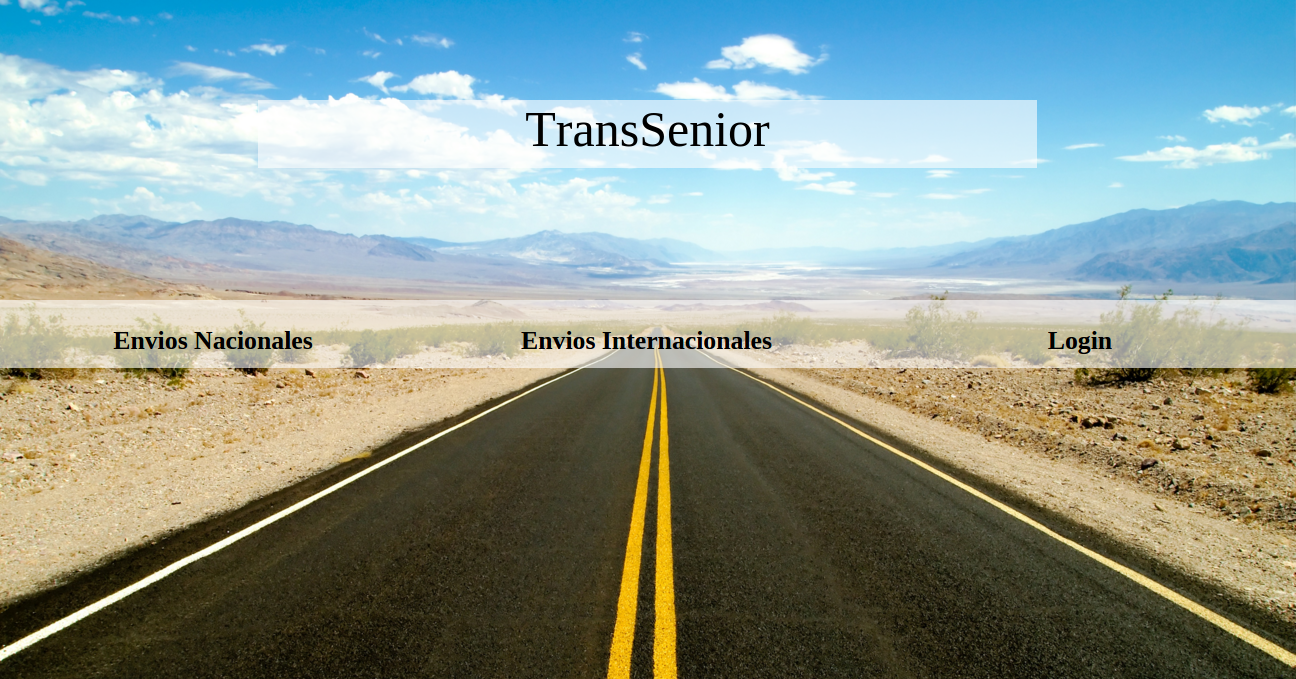 TransSenior
Envios Nacionales
Envios Internacionales
Login